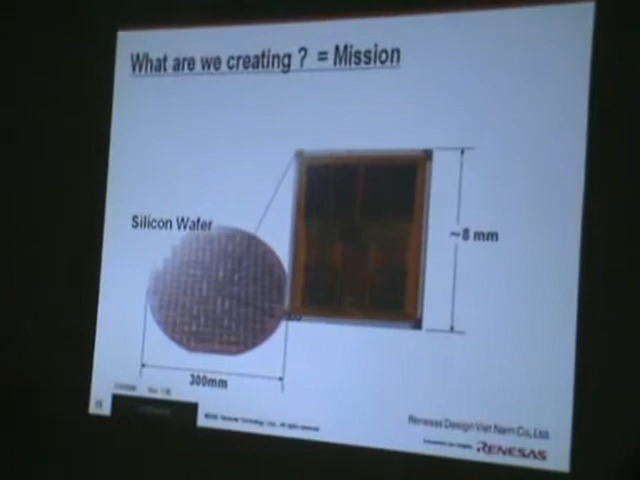 What are we creating ? = Mission
Silicon Wafer
~8 mm
300mm
Renesas Design Viet Nam Co., Ltd.
RENESAS